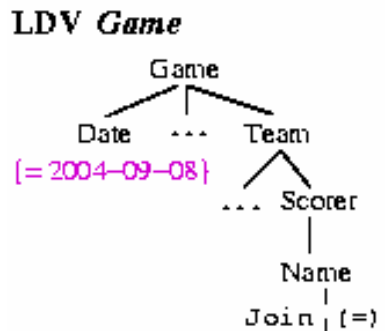 LDV Game
Game
Date ... Team
{= 2004-09-08}
... Scorer
Name
Join (=)